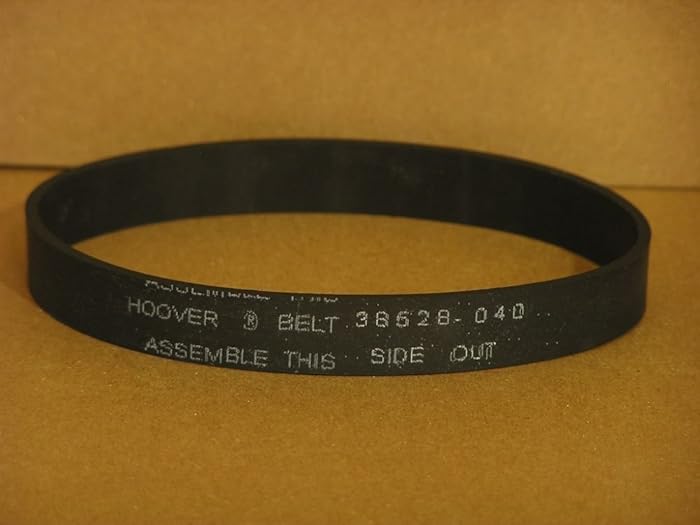 HOOVER ® BELT 38528-040
ASSEMBLE THIS SIDE OUT